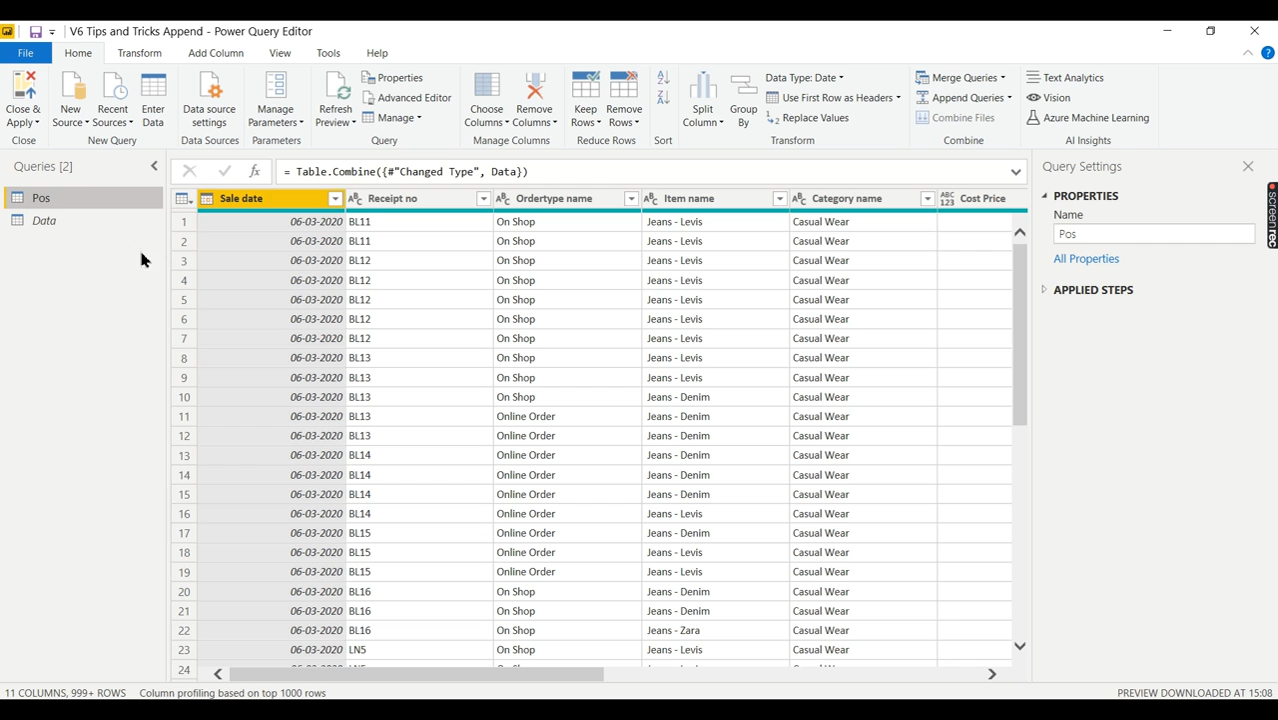 V6 Tips and Tricks Append - Power Query Editor
File Home Transform Add Column View Tools Help
Close & Apply
New Source
Recent Sources
Enter Data
Data source settings
Manage Parameters
Refresh Preview
Properties
Advanced Editor
Manage
Choose Columns
Remove Columns
Keep Rows
Remove Rows
Split Column
Group By
Data Type: Date
Use First Row as Headers
Replace Values
Merge Queries
Append Queries
Combine Files
Text Analytics
Vision
Azure Machine Learning
Close New Query Data Sources Parameters Query Manage Columns Reduce Rows Sort Transform Combine AI Insights
Queries [2]
Pos
Data
= Table.Combine({#"Changed Type", Data})
Sale date Receipt no Ordertype name Item name Category name Cost Price
1 06-03-2020 BL11 On Shop Jeans - Levis Casual Wear
2 06-03-2020 BL11 On Shop Jeans - Levis Casual Wear
3 06-03-2020 BL12 On Shop Jeans - Levis Casual Wear
4 06-03-2020 BL12 On Shop Jeans - Levis Casual Wear
5 06-03-2020 BL12 On Shop Jeans - Levis Casual Wear
6 06-03-2020 BL12 On Shop Jeans - Levis Casual Wear
7 06-03-2020 BL12 On Shop Jeans - Levis Casual Wear
8 06-03-2020 BL13 On Shop Jeans - Levis Casual Wear
9 06-03-2020 BL13 On Shop Jeans - Levis Casual Wear
10 06-03-2020 BL13 On Shop Jeans - Denim Casual Wear
11 06-03-2020 BL13 Online Order Jeans - Denim Casual Wear
12 06-03-2020 BL13 Online Order Jeans - Denim Casual Wear
13 06-03-2020 BL14 Online Order Jeans - Denim Casual Wear
14 06-03-2020 BL14 Online Order Jeans - Denim Casual Wear
15 06-03-2020 BL14 Online Order Jeans - Denim Casual Wear
16 06-03-2020 BL14 Online Order Jeans - Levis Casual Wear
17 06-03-2020 BL15 Online Order Jeans - Denim Casual Wear
18 06-03-2020 BL15 Online Order Jeans - Levis Casual Wear
19 06-03-2020 BL15 Online Order Jeans - Levis Casual Wear
20 06-03-2020 BL16 On Shop Jeans - Denim Casual Wear
21 06-03-2020 BL16 On Shop Jeans - Denim Casual Wear
22 06-03-2020 BL16 On Shop Jeans - Zara Casual Wear
23 06-03-2020 LN5 On Shop Jeans - Levis Casual Wear
24
Query Settings
PROPERTIES
Name
Pos
All Properties
APPLIED STEPS
screenrec
11 COLUMNS, 999+ ROWS Column profiling based on top 1000 rows PREVIEW DOWNLOADED AT 15:08